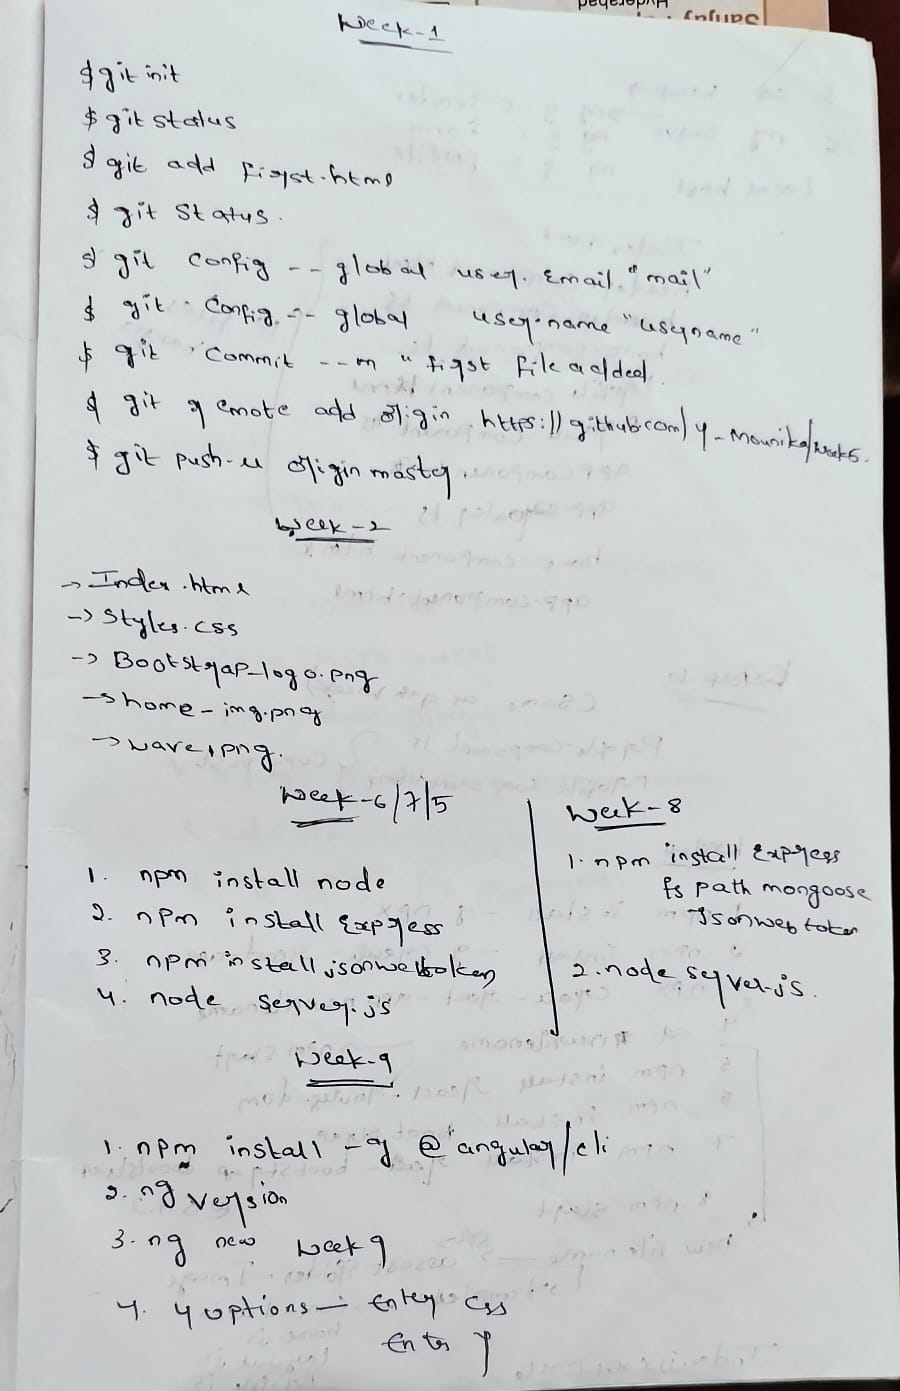 Week-1
$ git init
$ git status
$ git add first.html
$ git status.
$ git config -- global user. Email "mail"
$ git config -- global user.name "username"
$ git commit --m "first file added
$ git remote add origin https://github.com/y-Mounika/week5.
$ git push-u origin master.
Week-2
→ Index.html
→ Styles.css
→ Bootstrap-logo.png
→ home-img.png
→ wave.png.
Week-6/7/5
1. npm install node
2. npm install Express
3. npm install jsonwebtoken
4. node server.js
Week-8
1. npm install Express
fs path mongoose
Jsonweb token
2. node server.js.
Week-9
1. npm install -g @angular/cli
2. ng version
3. ng new week9
4. 4 options - Enter css
Enter y